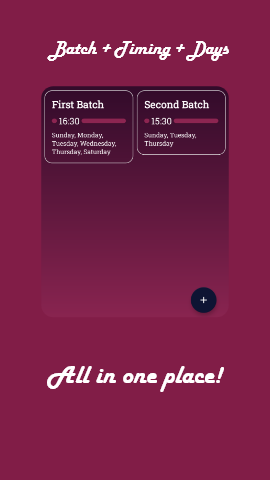 Batch + Timing + Days
First Batch
16:30
Sunday, Monday,
Tuesday, Wednesday,
Thursday, Saturday
Second Batch
15:30
Sunday, Tuesday,
Thursday
+
All in one place!